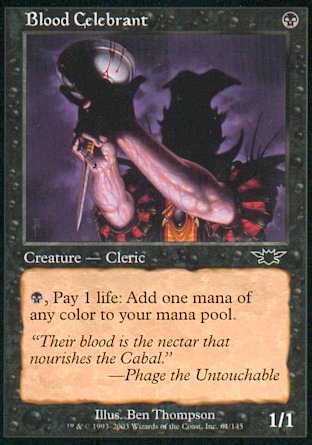 Blood Celebrant
Creature — Cleric
, Pay 1 life: Add one mana of
any color to your mana pool.
“Their blood is the nectar that
nourishes the Cabal.”
—Phage the Untouchable
Illus. Ben Thompson
™ & © 1993–2003 Wizards of the Coast, Inc. 61/145
1/1